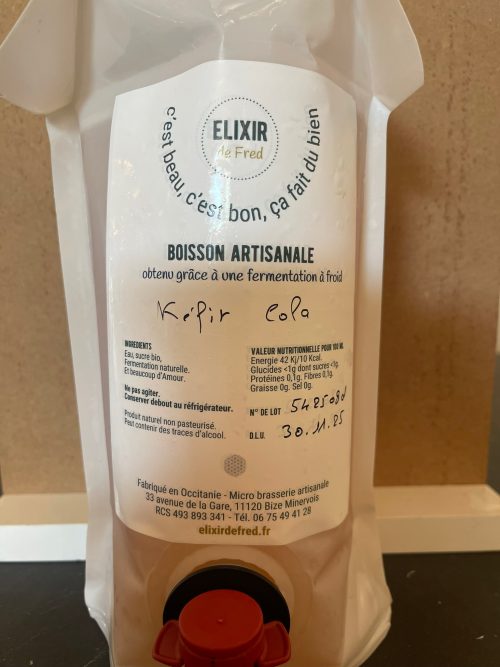 ELIXIR
de Fred
c'est beau, c'est bon, ça fait du bien
BOISSON ARTISANALE
obtenu grâce à une fermentation à froid
Kéfir Cola
INGREDIENTS
Eau, sucre bio,
Fermentation naturelle.
Et beaucoup d'Amour.
Ne pas agiter.
Conserver debout au réfrigérateur.
Produit naturel non pasteurisé.
Peut contenir des traces d'alcool.
VALEUR NUTRITIONNELLE POUR 100 ML
Energie 42 Kj/10 Kcal.
Glucides <1g dont sucres <1g.
Protéines 0,1g. Fibres 0,1g.
Graisse 0g. Sel 0g.
N° DE LOT
D.L.U. 30.11.25
Fabriqué en Occitanie - Micro brasserie artisanale
33 avenue de la Gare, 11120 Bize Minervois
RCS 493 893 341 - Tél. 06 75 49 41 28
elixirdefred.fr